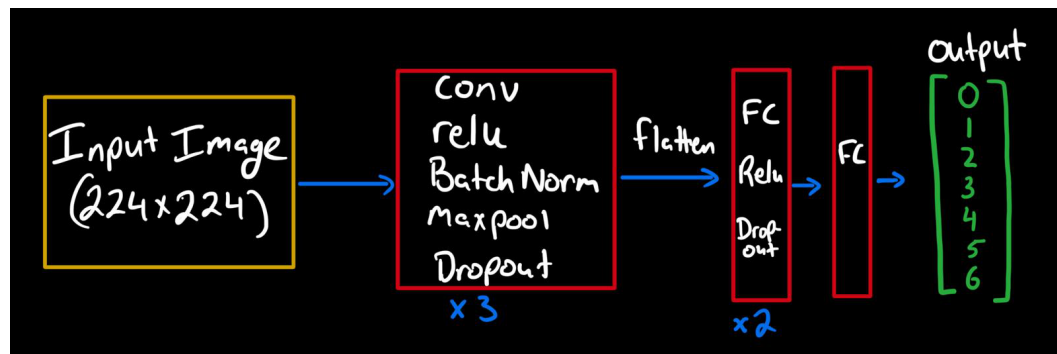 Input Image
(224x224)
Conv
relu
BatchNorm
Maxpool
Dropout
x3
flatten
FC
Relu
Drop-
out
x2
FC
output
0
1
2
3
4
5
6